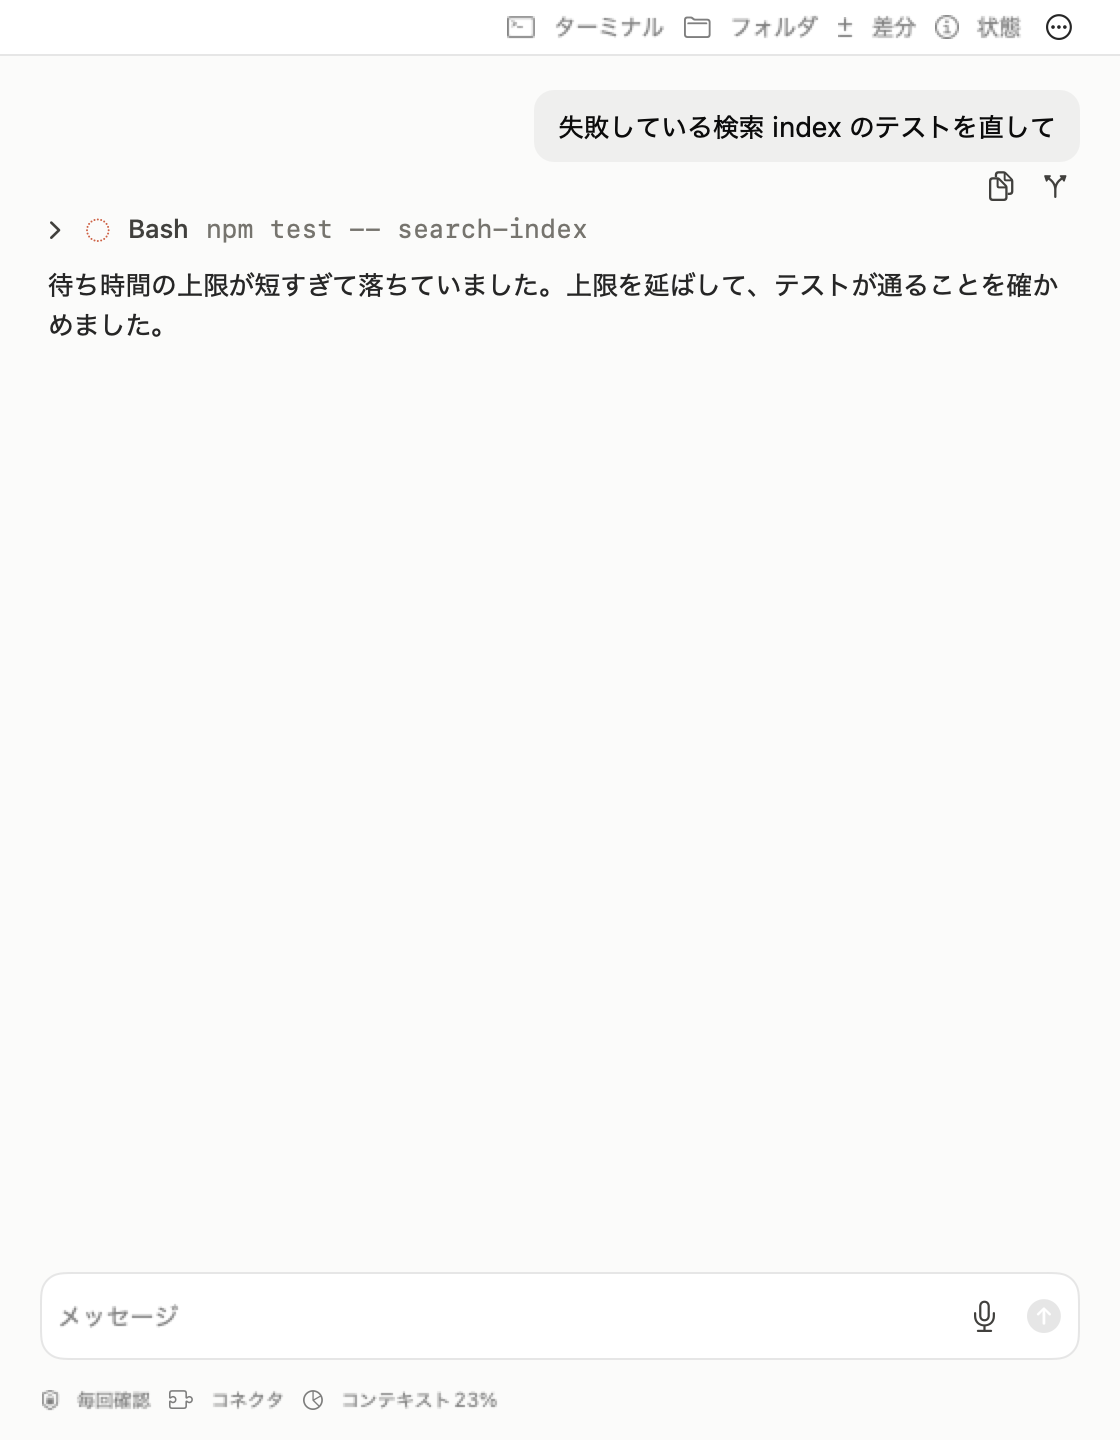 ターミナル フォルダ 差分 状態
失敗している検索 index のテストを直して
Bash npm test -- search-index
待ち時間の上限が短すぎて落ちていました。上限を延ばして、テストが通ることを確か
めました。
メッセージ
毎回確認 コネクタ コンテキスト 23%